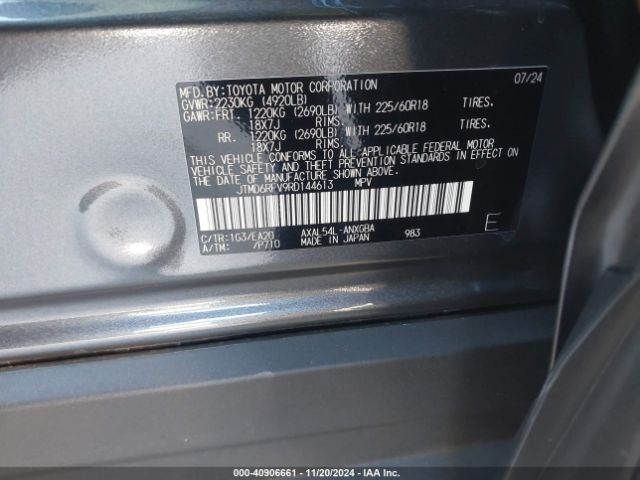 MFD.BY:TOYOTA MOTOR CORPORATION 07/24
GVWR:2230KG (4920LB)
GAWR:FRT. 1220KG (2690LB) WITH 225/60R18 TIRES.
18X7J RIMS.
RR. 1220KG (2690LB) WITH 225/60R18 TIRES.
18X7J RIMS.
THIS VEHICLE CONFORMS TO ALL APPLICABLE FEDERAL MOTOR
VEHICLE SAFETY AND THEFT PREVENTION STANDARDS IN EFFECT
ON THE DATE OF MANUFACTURE SHOWN ABOVE.
JTMD6RFV9RD144613 MPV
C/TR:1G3/EA20 AXAL54L-ANXGBA
A/TM: /P710 MADE IN JAPAN 983 E
000-40906661 - 11/20/2024 - IAA Inc.